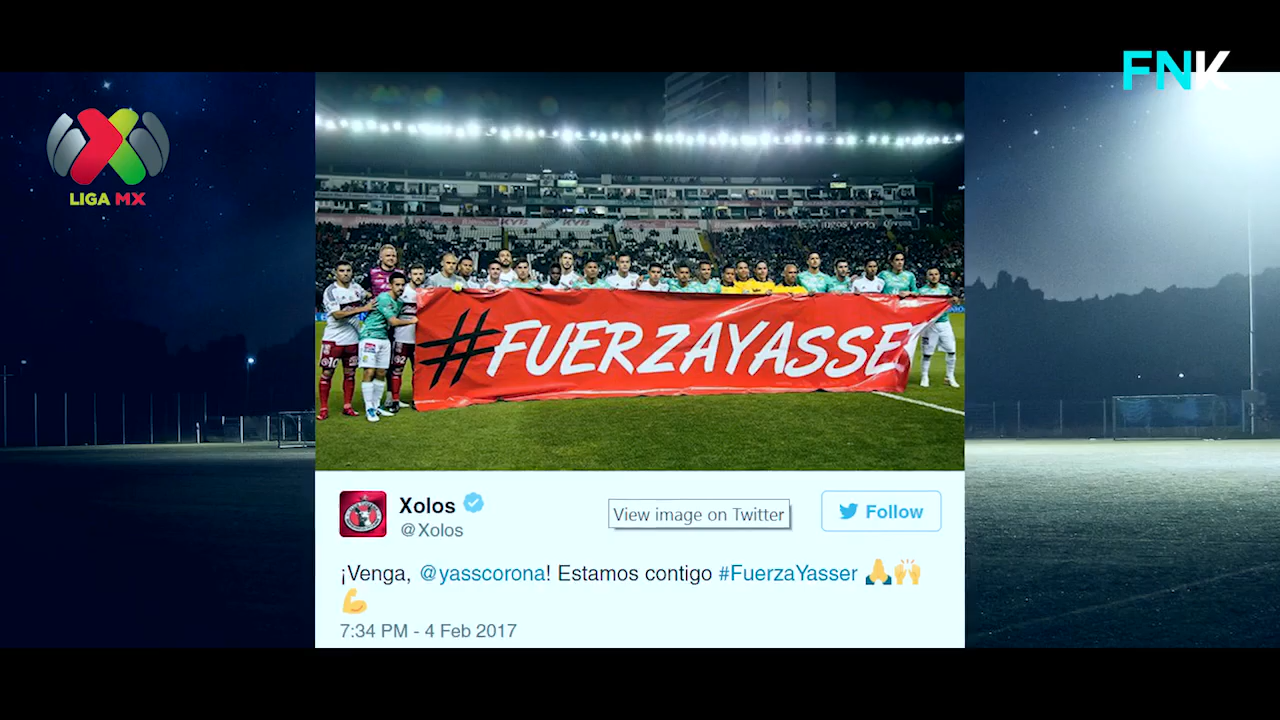 FNK
LIGA MX
#FUERZAYASSE
Xolos
@Xolos
View image on Twitter
Follow
¡Venga, @yasscorona! Estamos contigo #FuerzaYasser 🙏🙌
💪
7:34 PM - 4 Feb 2017